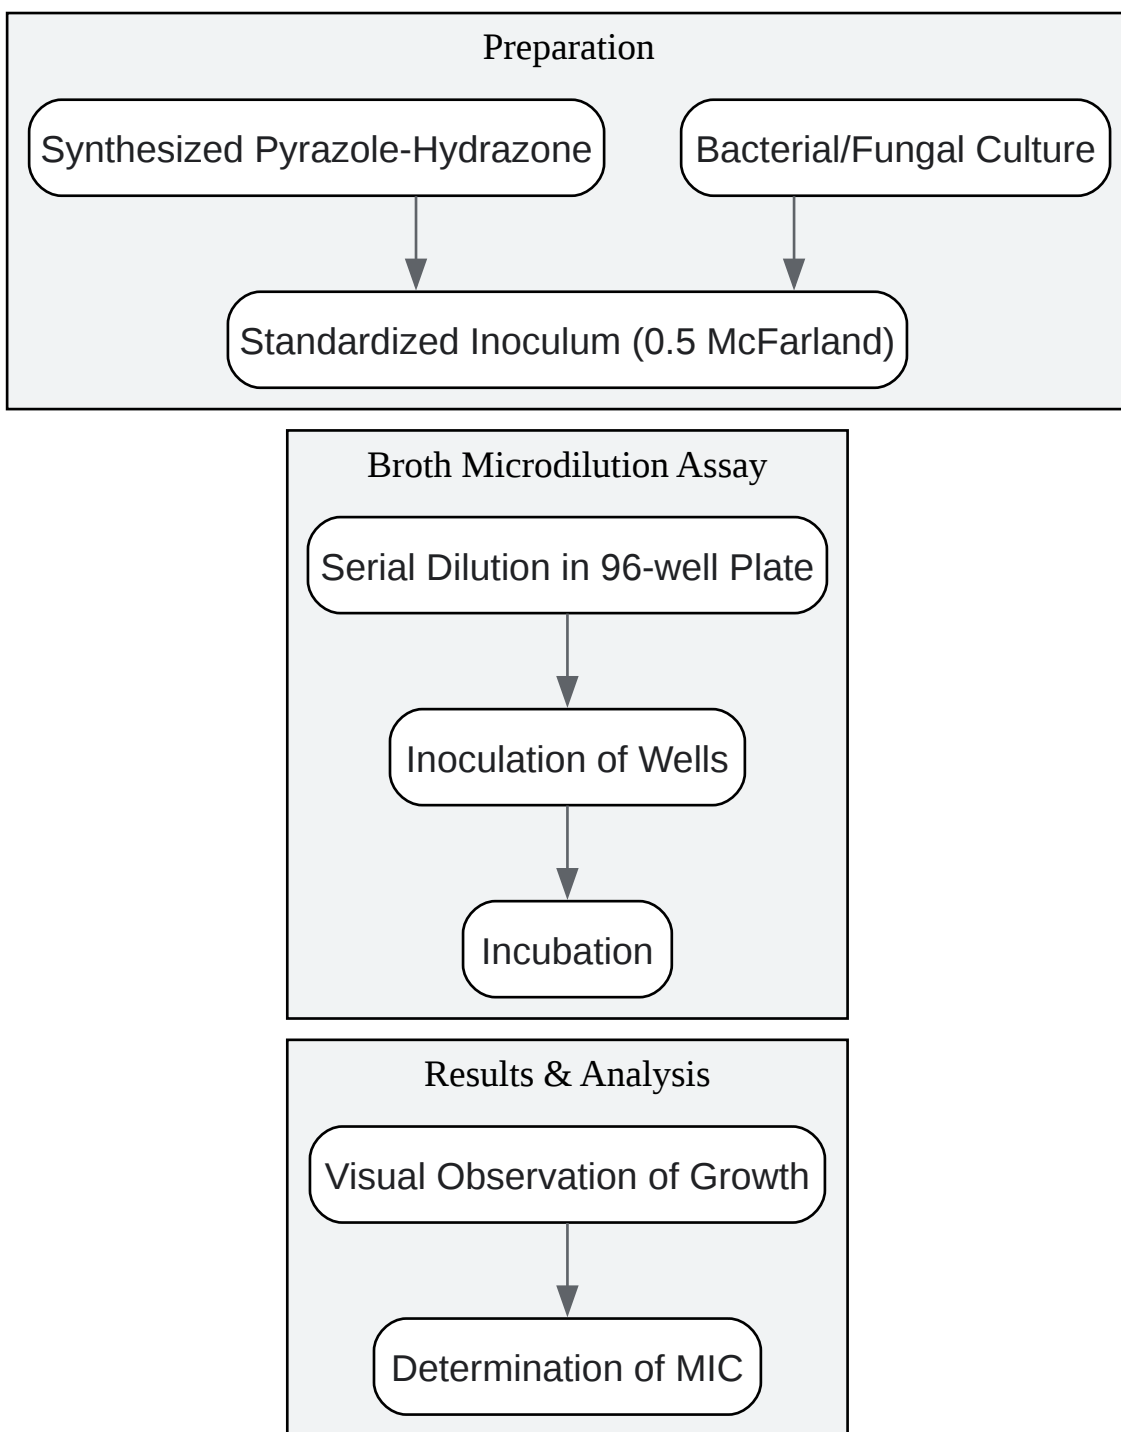 Preparation
Synthesized Pyrazole-Hydrazone
Bacterial/Fungal Culture
Standardized Inoculum (0.5 McFarland)
Broth Microdilution Assay
Serial Dilution in 96-well Plate
Inoculation of Wells
Incubation
Results & Analysis
Visual Observation of Growth
Determination of MIC